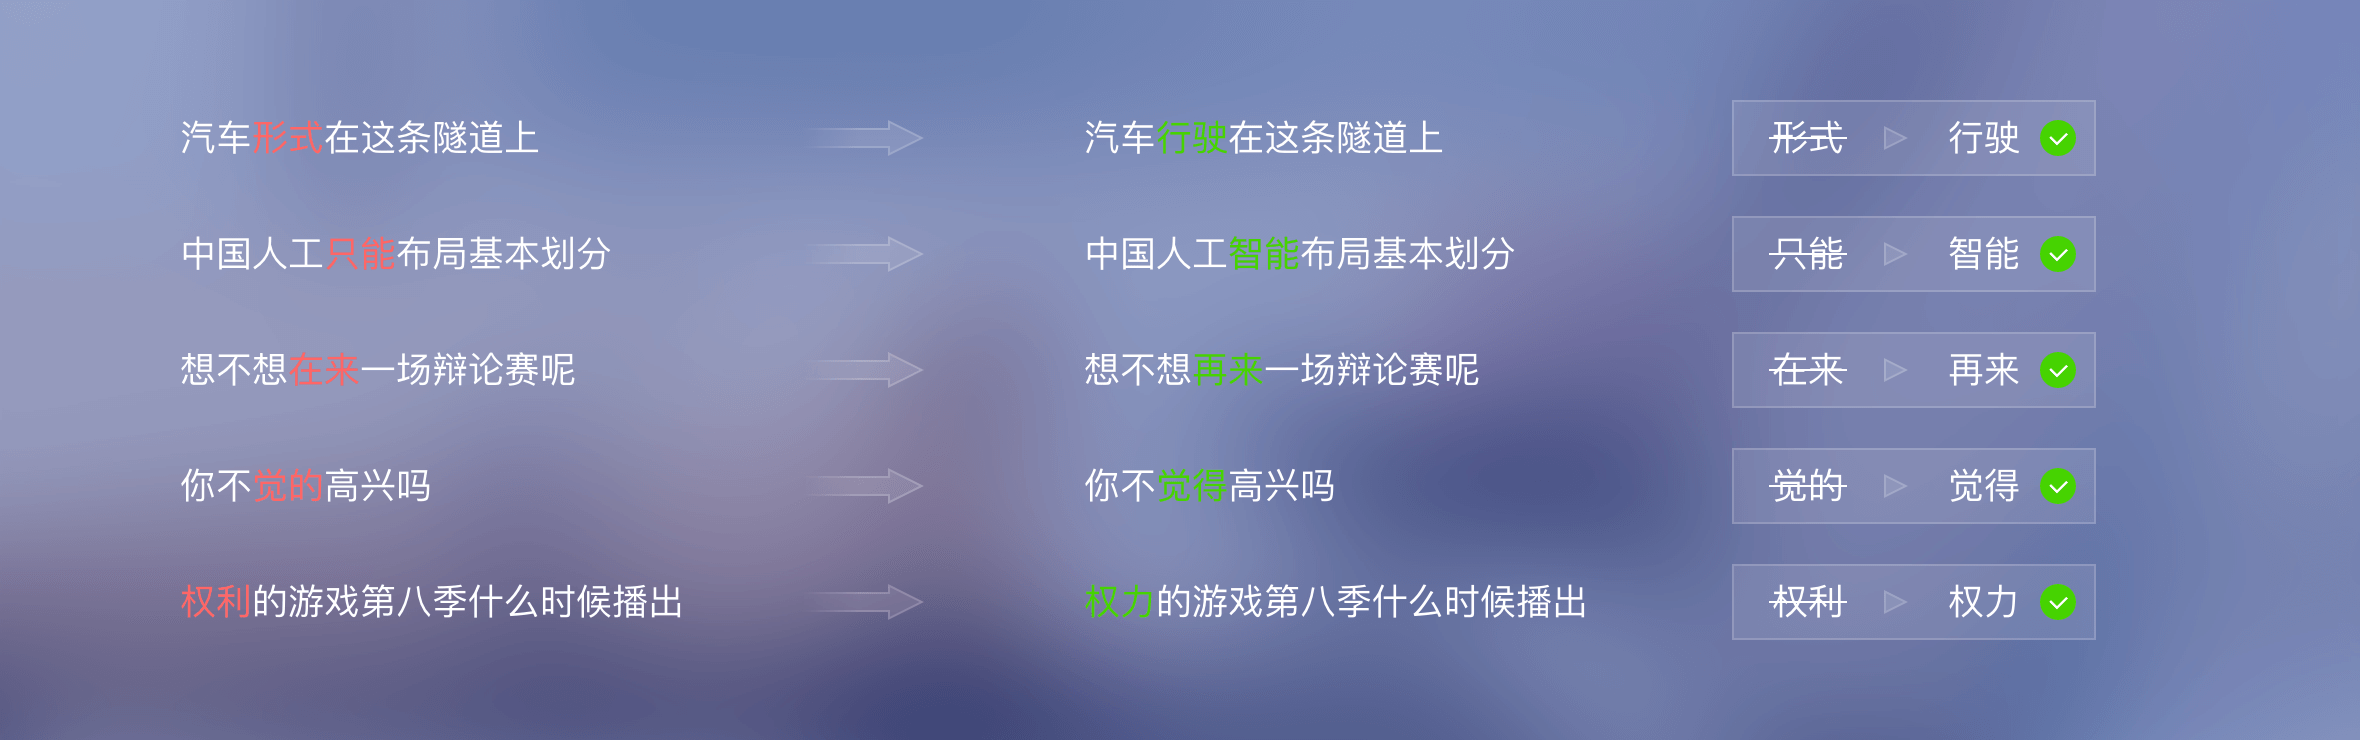 汽车形式在这条隧道上 汽车行驶在这条隧道上 形式 行驶
中国人工只能布局基本划分 中国人工智能布局基本划分 只能 智能
想不想在来一场辩论赛呢 想不想再来一场辩论赛呢 在来 再来
你不觉的高兴吗 你不觉得高兴吗 觉的 觉得
权利的游戏第八季什么时候播出 权力的游戏第八季什么时候播出 权利 权力